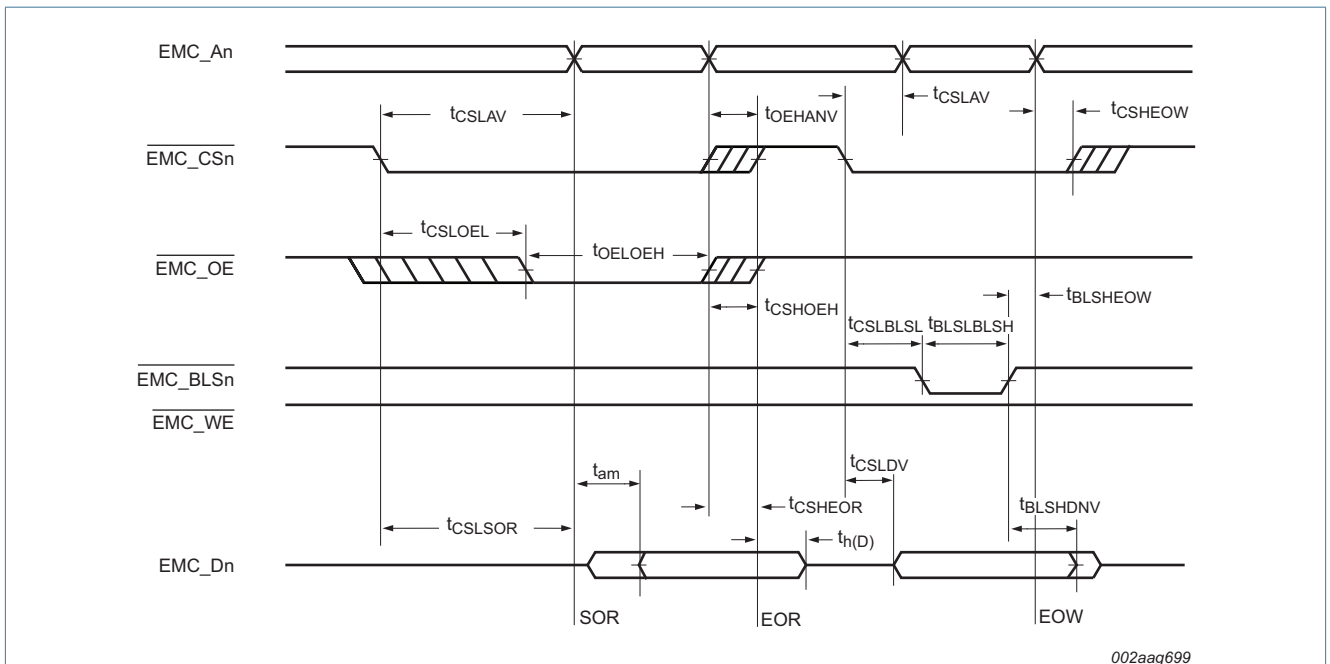 EMC_An
tCSLAV
tOEHANV
tCSLAV
tCSHEOW
EMC_CSn
tCSLOEL
tOELOEH
EMC_OE
tCSHOEH
tBLSHEOW
tCSLBLSL
tBLSLBLSH
EMC_BLSn
EMC_WE
tam
tCSLDV
tCSLSOR
tCSHEOR
tBLSHDNV
th(D)
EMC_Dn
SOR
EOR
EOW
002aag699